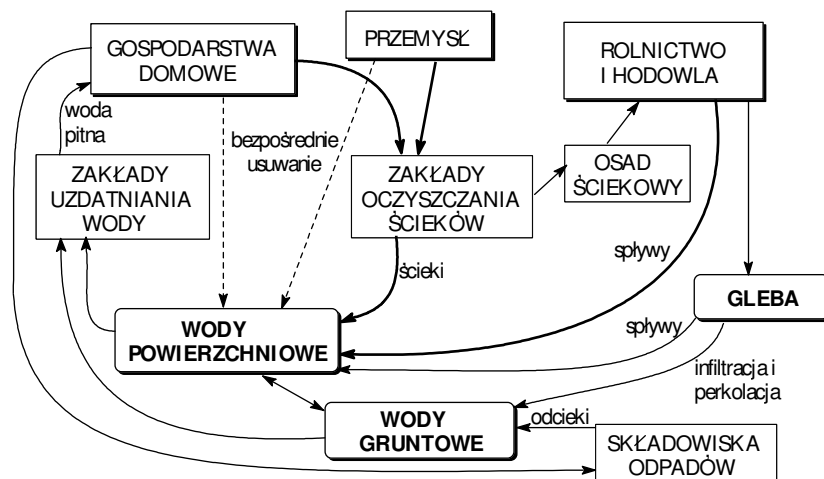 GOSPODARSTWA
DOMOWE
PRZEMYSŁ
ROLNICTWO
I HODOWLA
woda
pitna
bezpośrednie
usuwanie
ZAKŁADY
UZDATNIANIA
WODY
ZAKŁADY
OCZYSZCZANIA
ŚCIEKÓW
OSAD
ŚCIEKOWY
ścieki
spływy
GLEBA
WODY
POWIERZCHNIOWE
spływy
infiltracja i
perkolacja
WODY
GRUNTOWE
odcieki
SKŁADOWISKA
ODPADÓW